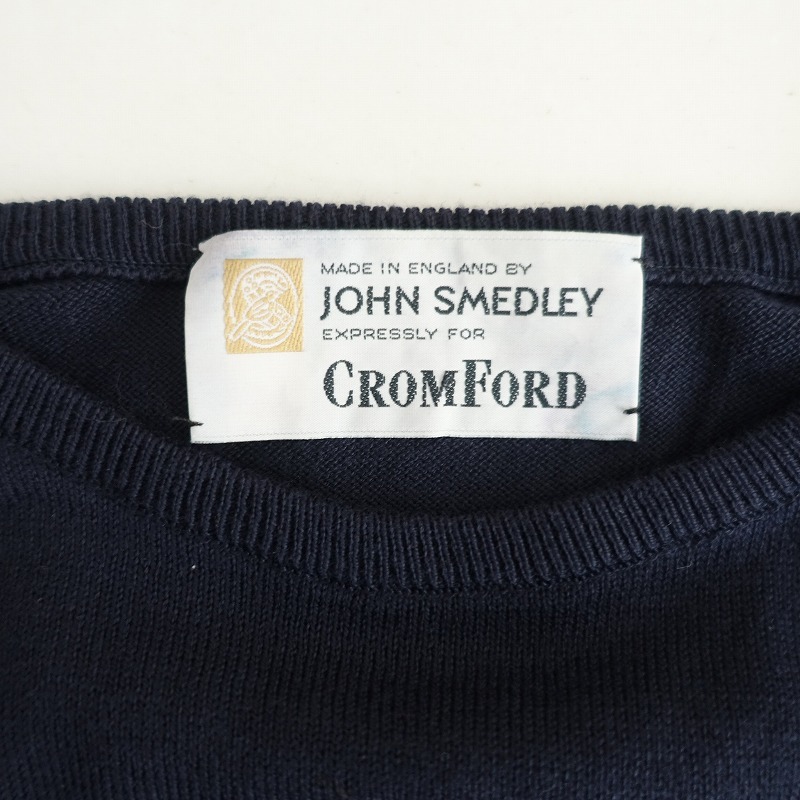 MADE IN ENGLAND BY
JOHN SMEDLEY
EXPRESSLY FOR
CROMFORD